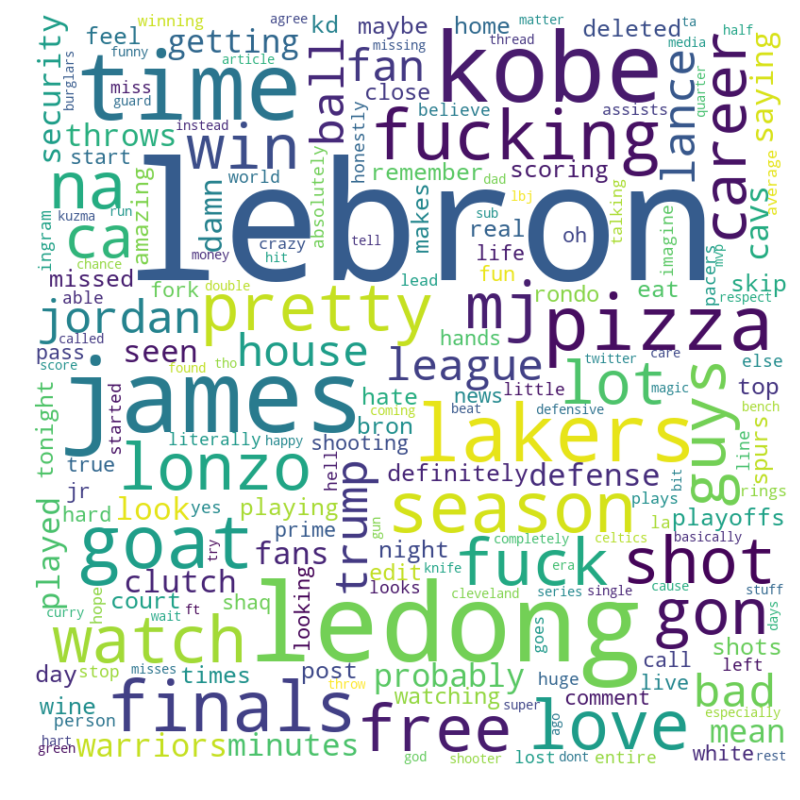 lebron
james
ledong
kobe
time
pizza
lakers
finals
season
goat
fucking
free
love
watch
shot
fuck
mj
pretty
lonzo
win
career
na
ca
guys
gon
lot
jordan
house
league
trump
ball
fan
lance
bad
getting
security
throws
damn
amazing
missed
seen
feel
kd
maybe
home
deleted
saying
cavs
skip
close
believe
remember
scoring
real
life
makes
fun
rondo
eat
imagine
hands
fork
hate
bron
news
little
top
spurs
playoffs
definitely
defense
shooting
night
edit
fans
prime
playing
clutch
look
court
shaq
looking
played
tonight
true
jr
hard
start
able
pass
day
wine
warriors
minutes
times
post
probably
watching
comment
live
call
shots
left
mean
white
entire
lost
huge
person
stop
winning
article
funny
agree
missing
matter
thread
ta
half
media
quarter
average
burglars
miss
guard
instead
world
honestly
absolutely
assists
dad
sub
lbj
talking
pacers
mvp
respect
ingram
kuzma
run
chance
money
crazy
hit
tell
oh
lead
double
called
score
found
tho
started
literally
happy
coming
beat
defensive
twitter
care
magic
else
bench
line
rings
la
bit
plays
hell
yes
try
gun
knife
looks
completely
celtics
era
basically
cause
stuff
days
cleveland
series
single
goes
hope
curry
wait
ft
misses
throw
god
shooter
super
ago
dont
especially
rest
green
hart